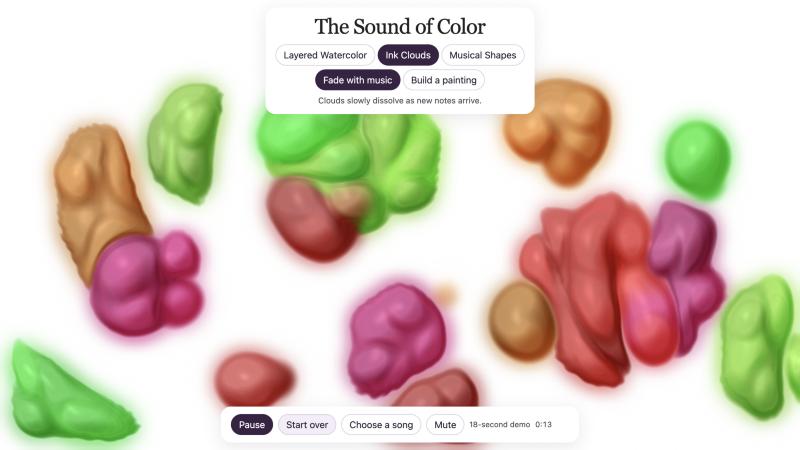 The Sound of Color
Layered Watercolor Ink Clouds Musical Shapes
Fade with music Build a painting
Clouds slowly dissolve as new notes arrive.
Pause Start over Choose a song Mute 18-second demo 0:13